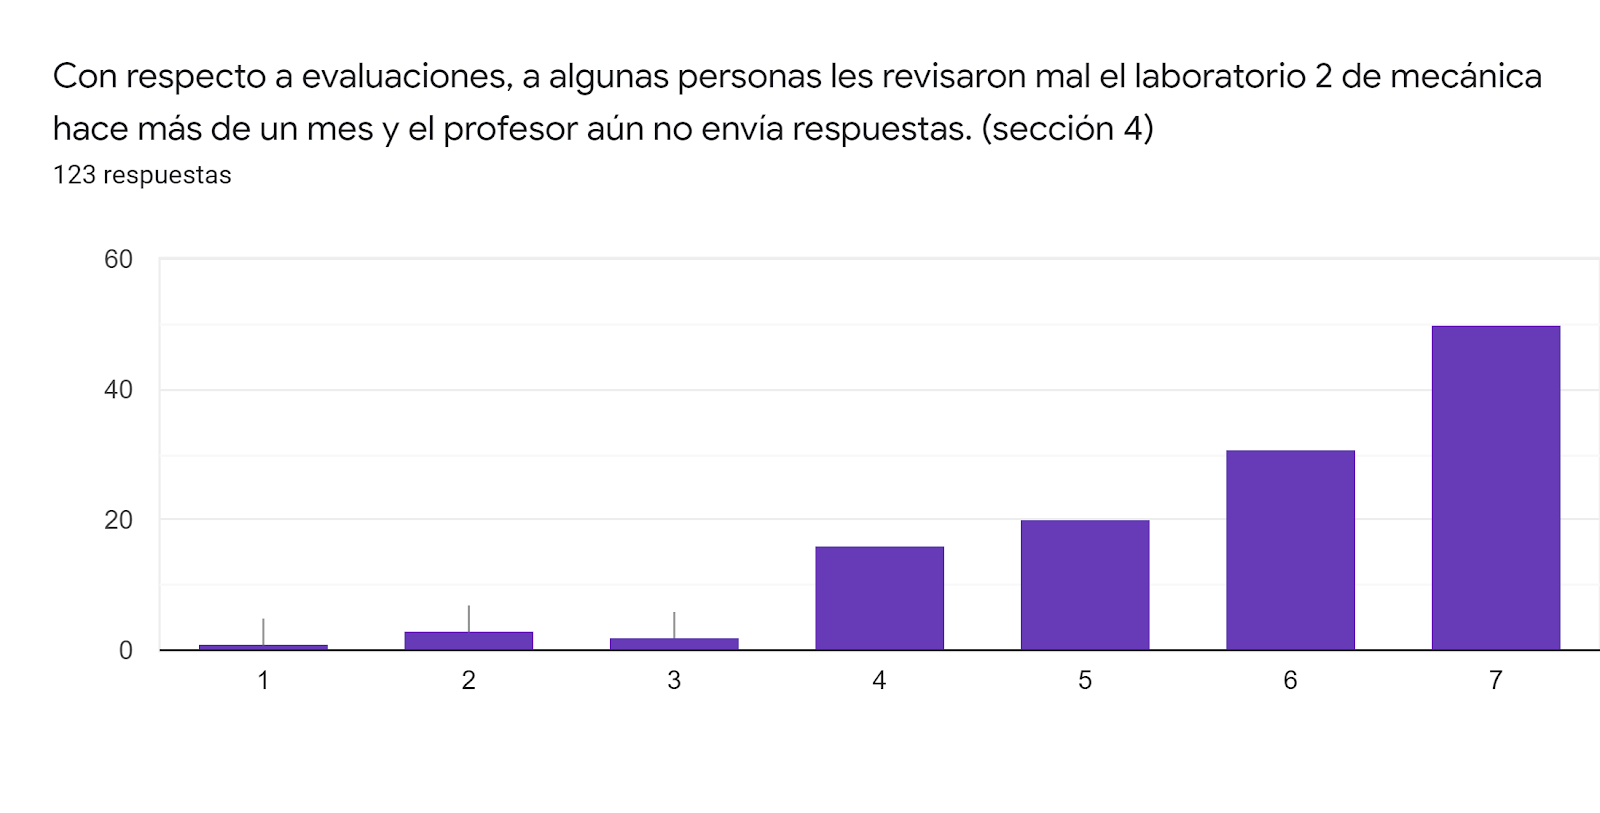 Con respecto a evaluaciones, a algunas personas les revisaron mal el laboratorio 2 de mecánica
hace más de un mes y el profesor aún no envía respuestas. (sección 4)
123 respuestas
60
40
20
0
1 2 3 4 5 6 7